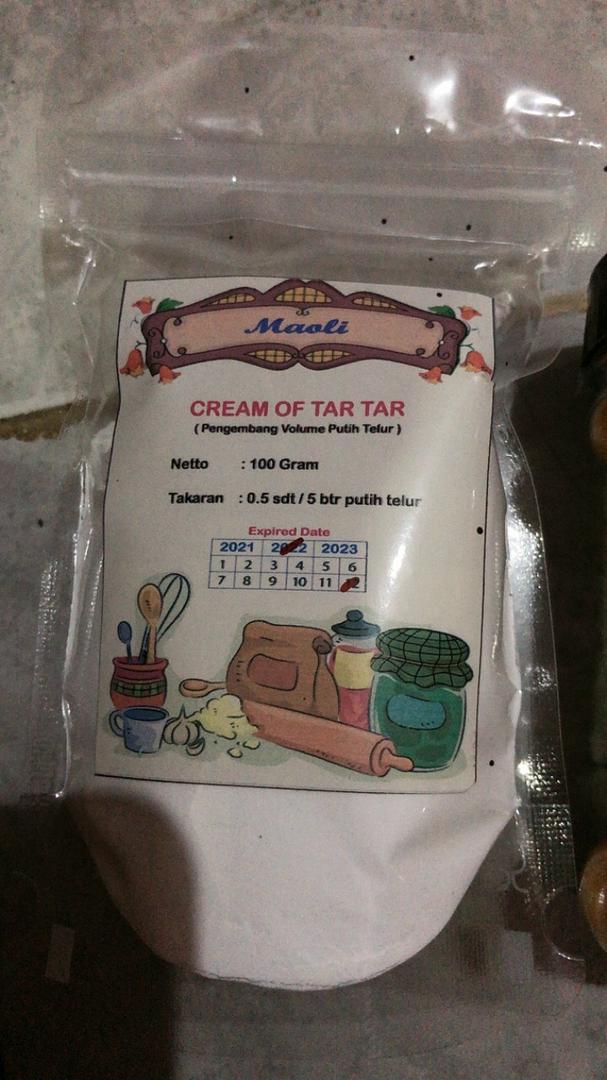 Maoli
CREAM OF TAR TAR
( Pengembang Volume Putih Telur )
Netto : 100 Gram
Takaran : 0.5 sdt / 5 btr putih telur
Expired Date
2021 2022 2023
1 2 3 4 5 6
7 8 9 10 11 12